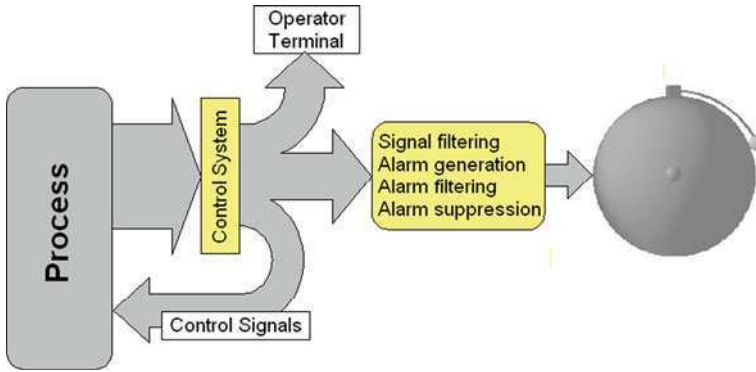 Operator
Terminal
Process
Control System
Signal filtering
Alarm generation
Alarm filtering
Alarm suppression
Control Signals